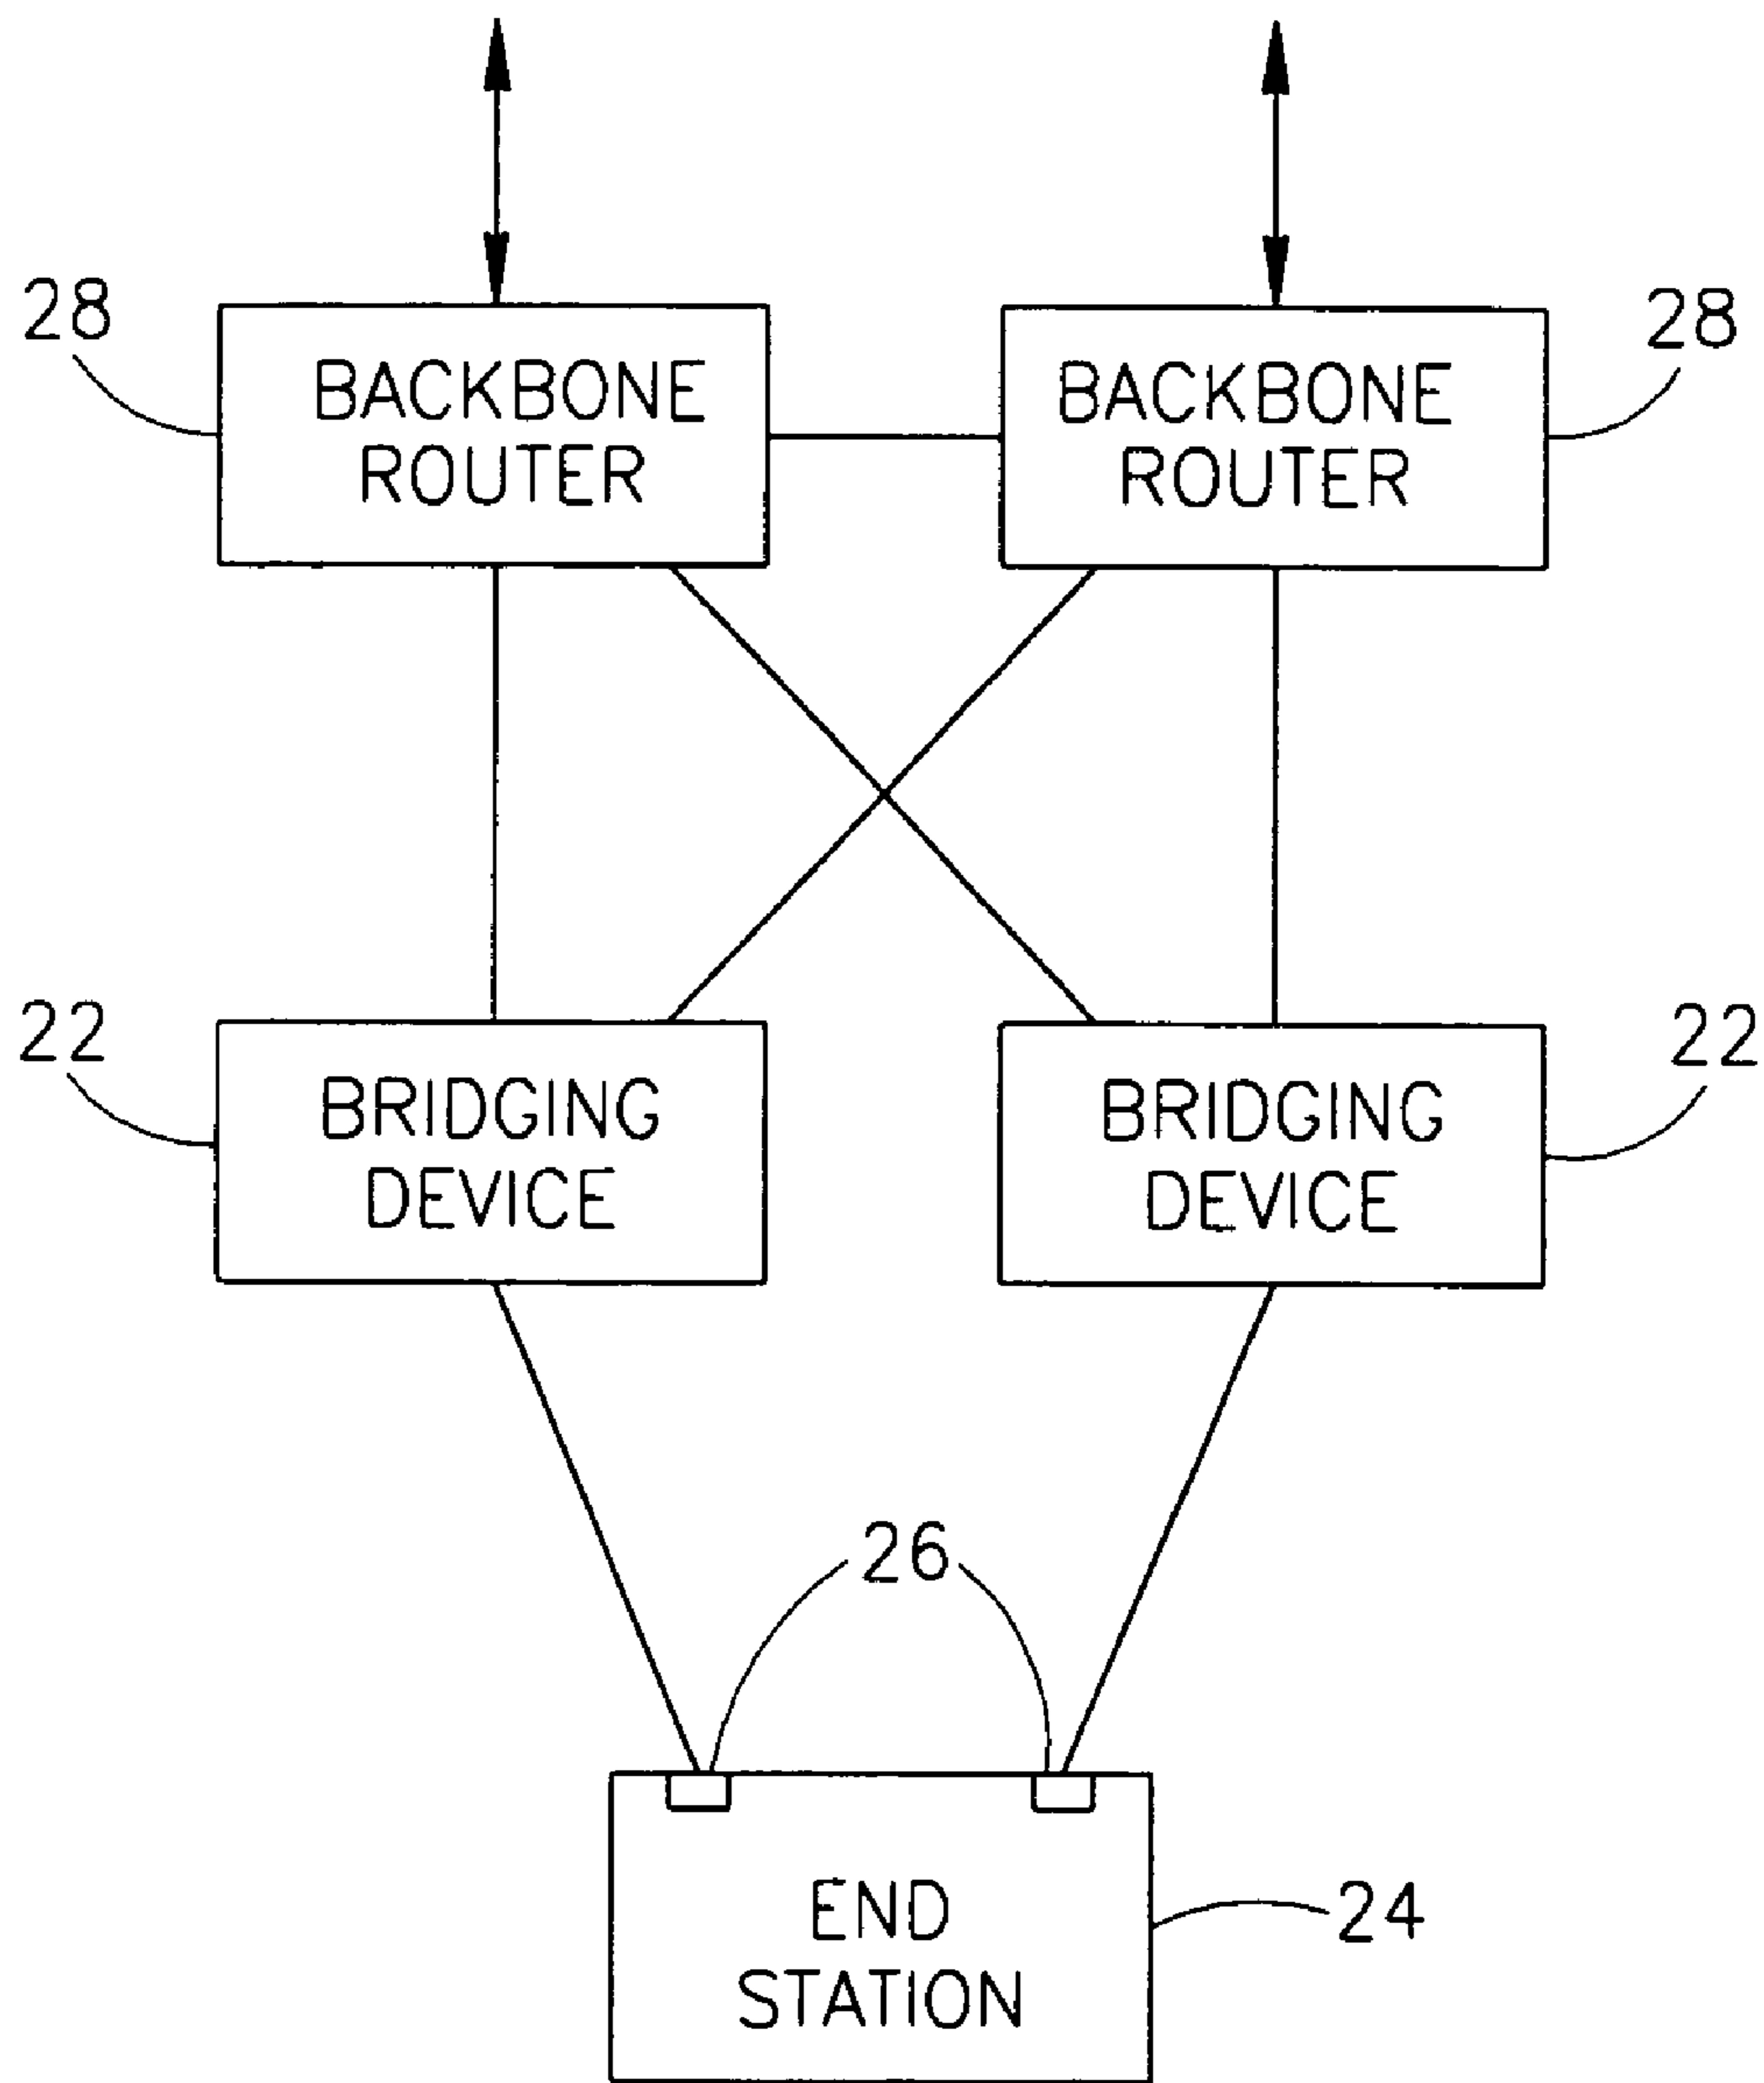 28
BACKBONE
ROUTER
BACKBONE
ROUTER
28
22
BRIDGING
DEVICE
BRIDGING
DEVICE
22
26
END
STATION
24